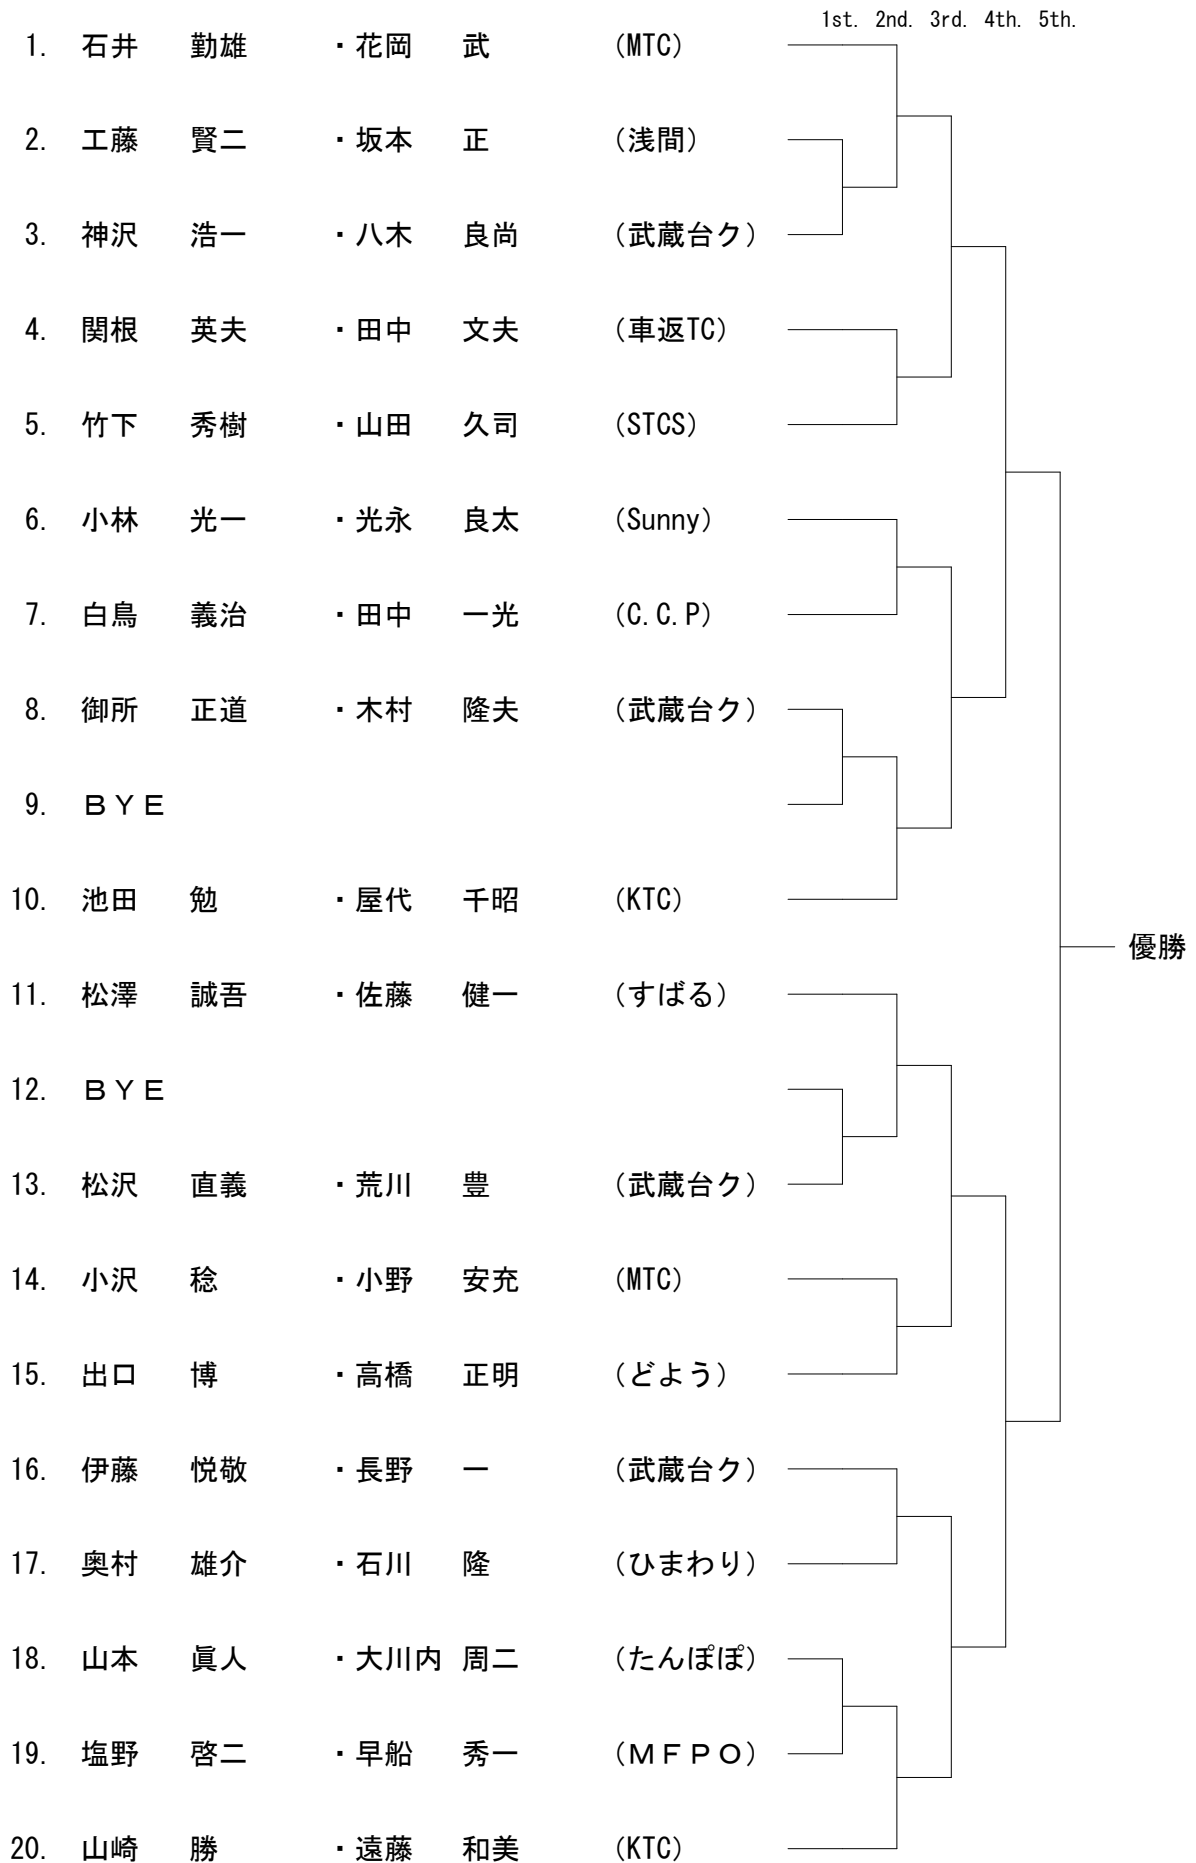 1st. 2nd. 3rd. 4th. 5th.
1. 石井 勤雄 ・花岡 武 (MTC)
2. 工藤 賢二 ・坂本 正 (浅間)
3. 神沢 浩一 ・八木 良尚 (武蔵台ク)
4. 関根 英夫 ・田中 文夫 (車返TC)
5. 竹下 秀樹 ・山田 久司 (STCS)
6. 小林 光一 ・光永 良太 (Sunny)
7. 白鳥 義治 ・田中 一光 (C.C.P)
8. 御所 正道 ・木村 隆夫 (武蔵台ク)
9. ＢＹＥ
10. 池田 勉 ・屋代 千昭 (KTC)
優勝
11. 松澤 誠吾 ・佐藤 健一 (すばる)
12. ＢＹＥ
13. 松沢 直義 ・荒川 豊 (武蔵台ク)
14. 小沢 稔 ・小野 安充 (MTC)
15. 出口 博 ・高橋 正明 (どよう)
16. 伊藤 悦敬 ・長野 一 (武蔵台ク)
17. 奥村 雄介 ・石川 隆 (ひまわり)
18. 山本 眞人 ・大川内 周二 (たんぽぽ)
19. 塩野 啓二 ・早船 秀一 (ＭＦＰＯ)
20. 山崎 勝 ・遠藤 和美 (KTC)